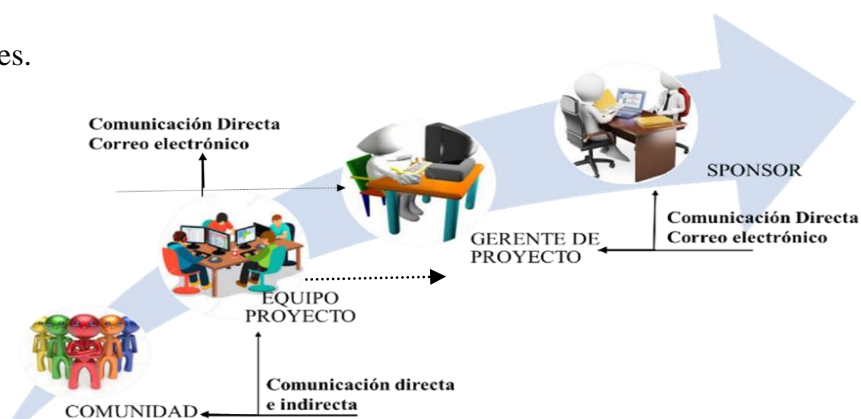 es.
Comunicación Directa
Correo electrónico
SPONSOR
Comunicación Directa
Correo electrónico
GERENTE DE
PROYECTO
EQUIPO
PROYECTO
Comunicación directa
e indirecta
COMUNIDAD